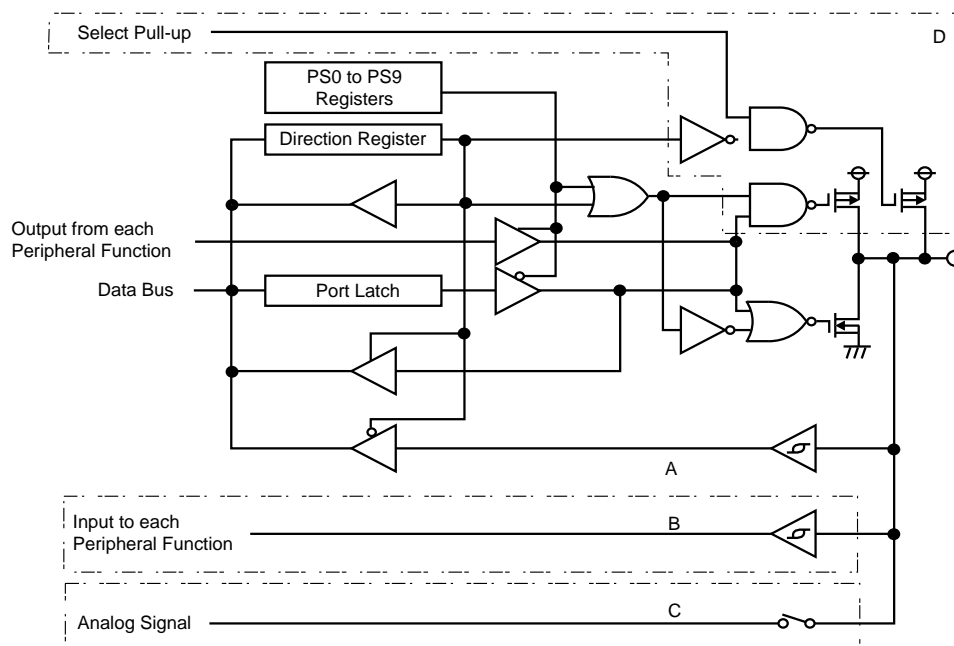 Select Pull-up
D
PS0 to PS9
Registers
Direction Register
Output from each
Peripheral Function
Data Bus
Port Latch
A
Input to each
Peripheral Function
B
Analog Signal
C